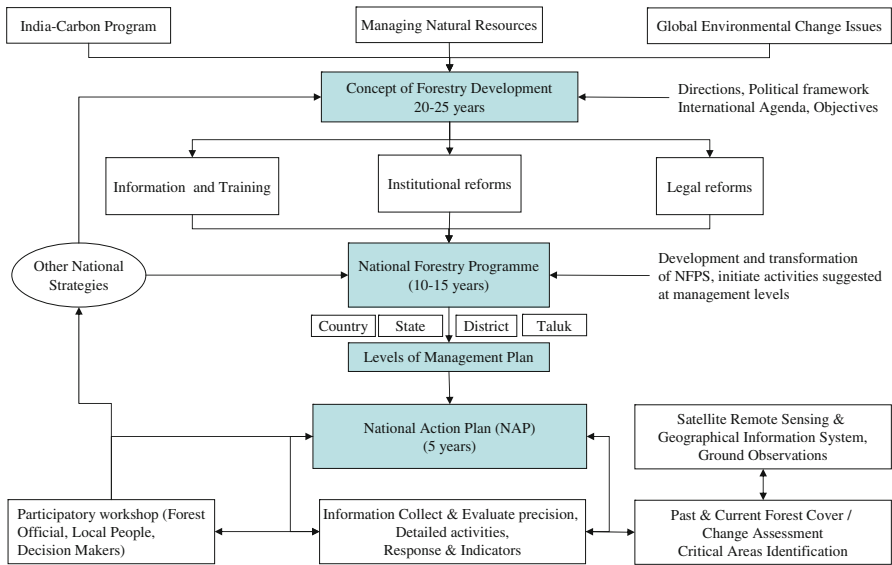 India-Carbon Program
Managing Natural Resources
Global Environmental Change Issues
Concept of Forestry Development
20-25 years
Directions, Political framework
International Agenda, Objectives
Information and Training
Institutional reforms
Legal reforms
Other National
Strategies
National Forestry Programme
(10-15 years)
Development and transformation
of NFPS, initiate activities suggested
at management levels
Country
State
District
Taluk
Levels of Management Plan
National Action Plan (NAP)
(5 years)
Satellite Remote Sensing &
Geographical Information System,
Ground Observations
Participatory workshop (Forest
Official, Local People,
Decision Makers)
Information Collect & Evaluate precision,
Detailed activities,
Response & Indicators
Past & Current Forest Cover /
Change Assessment
Critical Areas Identification